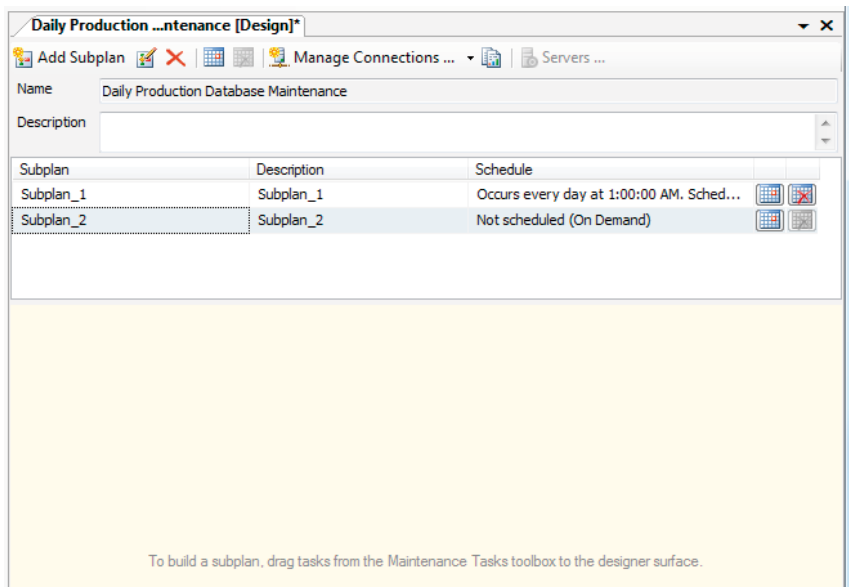 Daily Production ...ntenance [Design]*
Add Subplan Manage Connections ... Servers ...
Name Daily Production Database Maintenance
Description
Subplan Description Schedule
Subplan_1 Subplan_1 Occurs every day at 1:00:00 AM. Sched...
Subplan_2 Subplan_2 Not scheduled (On Demand)
To build a subplan, drag tasks from the Maintenance Tasks toolbox to the designer surface.